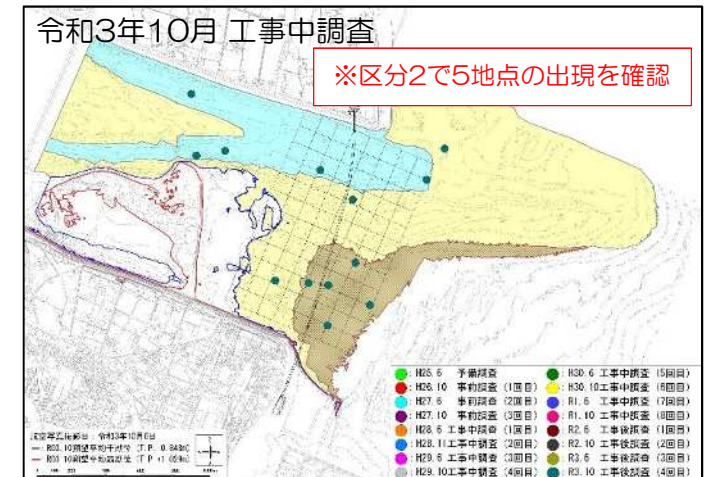 令和3年10月 工事中調査
※区分2で5地点の出現を確認
: H26.6 予備調査
: H26.10 事前調査 (1回目)
: H27.6 事前調査 (2回目)
: H27.10 事前調査 (3回目)
: H28.6 工事中調査 (1回目)
: H28.11 工事中調査 (2回目)
: H29.6 工事中調査 (3回目)
: H29.10 工事中調査 (4回目)
: H30.6 工事中調査 (5回目)
: H30.10 工事中調査 (6回目)
: R1.6 工事中調査 (7回目)
: R1.10 工事中調査 (8回目)
: R2.6 工事後調査 (1回目)
: R2.10 工事後調査 (2回目)
: R3.6 工事後調査 (3回目)
: R3.10 工事後調査 (4回目)